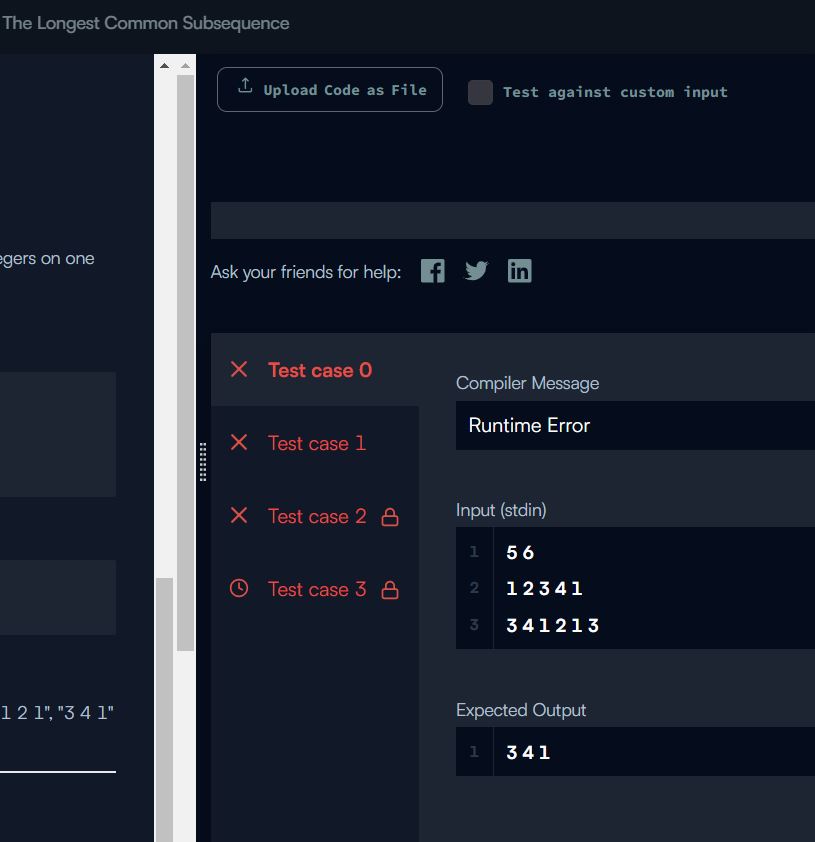 The Longest Common Subsequence
Upload Code as File
Test against custom input
egers on one
1 2 1", "3 4 1"
Ask your friends for help:
Test case 0
Test case 1
Test case 2
Test case 3
Compiler Message
Runtime Error
Input (stdin)
1 5 6
2 1 2 3 4 1
3 3 4 1 2 1 3
Expected Output
1 3 4 1